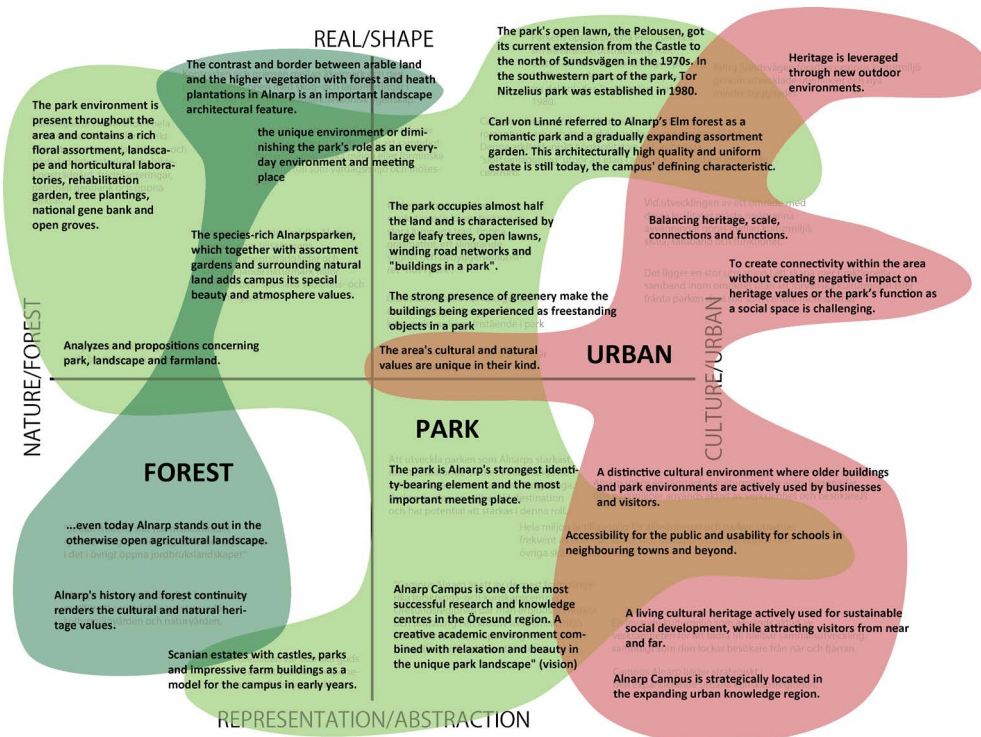 REAL/SHAPE
The contrast and border between arable land
and the higher vegetation with forest and heath
plantations in Alnarp is an important landscape
architectural feature.
The park's open lawn, the Pelousen, got
its current extension from the Castle to
the north of Sundsvägen in the 1970s. In
the southwestern part of the park, Tor
Nitzelius park was established in 1980.
Heritage is leveraged
through new outdoor
environments.
The park environment is
present throughout the
area and contains a rich
floral assortment, landsca-
pe and horticultural labora-
tories, rehabilitation
garden, tree plantings,
national gene bank and
open groves.
the unique environment or dimi-
nishing the park's role as an every-
day environment and meeting
place
Carl von Linné referred to Alnarp's Elm forest as a
romantic park and a gradually expanding assortment
garden. This architecturally high quality and uniform
estate is still today, the campus' defining characteristic.
The species-rich Alnarpsparken,
which together with assortment
gardens and surrounding natural
land adds campus its special
beauty and atmosphere values.
The park occupies almost half
the land and is characterised by
large leafy trees, open lawns,
winding road networks and
"buildings in a park".
Balancing heritage, scale,
connections and functions.
To create connectivity within the area
without creating negative impact on
heritage values or the park's function as
a social space is challenging.
The strong presence of greenery make the
buildings being experienced as freestanding
objects in a park
Analyzes and propositions concerning
park, landscape and farmland.
The area's cultural and natural
values are unique in their kind.
URBAN
NATURE/FOREST
CULTURE/URBAN
PARK
FOREST
The park is Alnarp's strongest identi-
ty-bearing element and the most
important meeting place.
A distinctive cultural environment where older buildings
and park environments are actively used by businesses
and visitors.
...even today Alnarp stands out in the
otherwise open agricultural landscape.
Accessibility for the public and usability for schools in
neighbouring towns and beyond.
Alnarp's history and forest continuity
renders the cultural and natural heri-
tage values.
Alnarp Campus is one of the most
successful research and knowledge
centres in the Öresund region. A
creative academic environment com-
bined with relaxation and beauty in
the unique park landscape" (vision)
A living cultural heritage actively used for sustainable
social development, while attracting visitors from near
and far.
Scanian estates with castles, parks
and impressive farm buildings as a
model for the campus in early years.
Alnarp Campus is strategically located in
the expanding urban knowledge region.
REPRESENTATION/ABSTRACTION